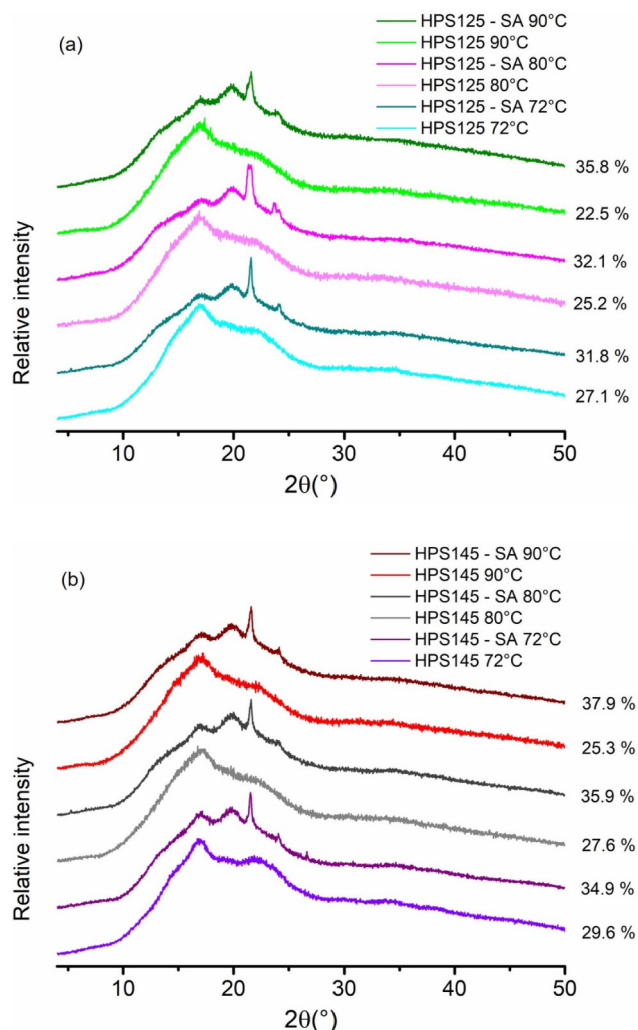 (a)
HPS125 - SA 90°C
HPS125 90°C
HPS125 - SA 80°C
HPS125 80°C
HPS125 - SA 72°C
HPS125 72°C
35.8 %
22.5 %
32.1 %
25.2 %
31.8 %
27.1 %
Relative intensity
10 20 30 40 50
2θ(°)
(b)
HPS145 - SA 90°C
HPS145 90°C
HPS145 - SA 80°C
HPS145 80°C
HPS145 - SA 72°C
HPS145 72°C
37.9 %
25.3 %
35.9 %
27.6 %
34.9 %
29.6 %
Relative intensity
10 20 30 40 50
2θ(°)